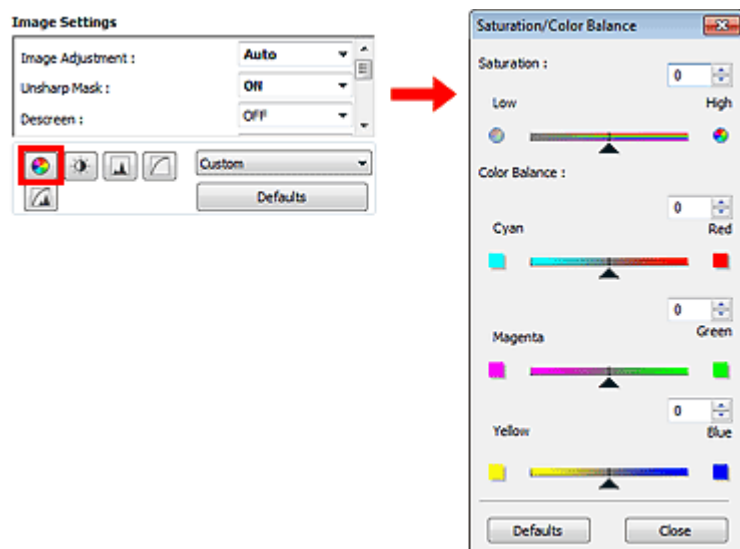 Image Settings
Image Adjustment : Auto
Unsharp Mask : ON
Descreen : OFF
Custom
Defaults
Saturation/Color Balance
Saturation :
0
Low High
Color Balance :
0
Cyan Red
0
Magenta Green
0
Yellow Blue
Defaults Close